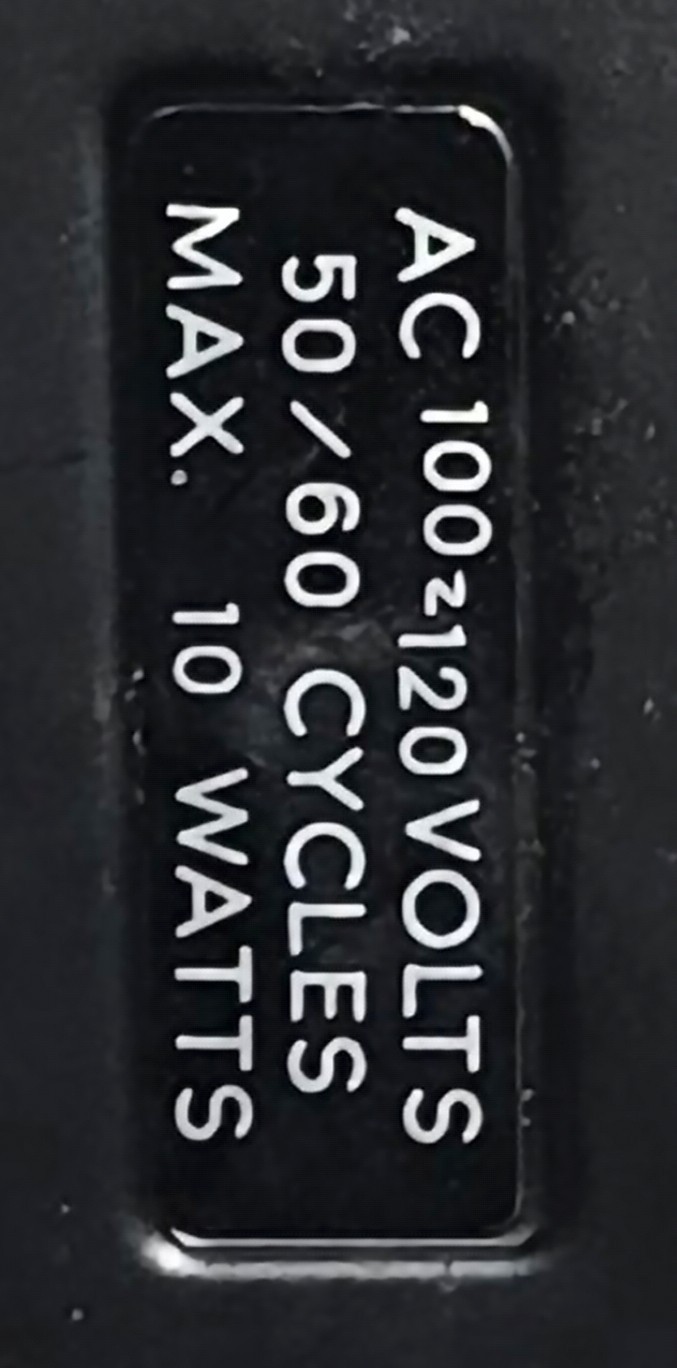 AC 100~120 VOLTS
50/60 CYCLES
MAX. 10 WATTS